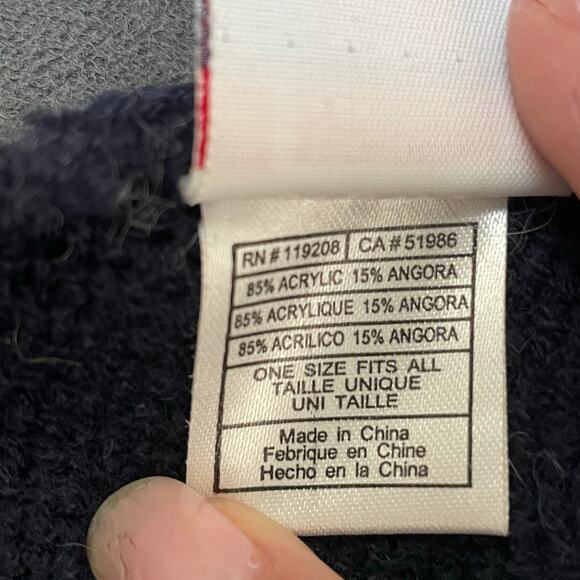 RN # 119208 CA # 51986
85% ACRYLIC 15% ANGORA
85% ACRYLIQUE 15% ANGORA
85% ACRILICO 15% ANGORA
ONE SIZE FITS ALL
TAILLE UNIQUE
UNI TAILLE
Made in China
Febrique en Chine
Hecho en la China